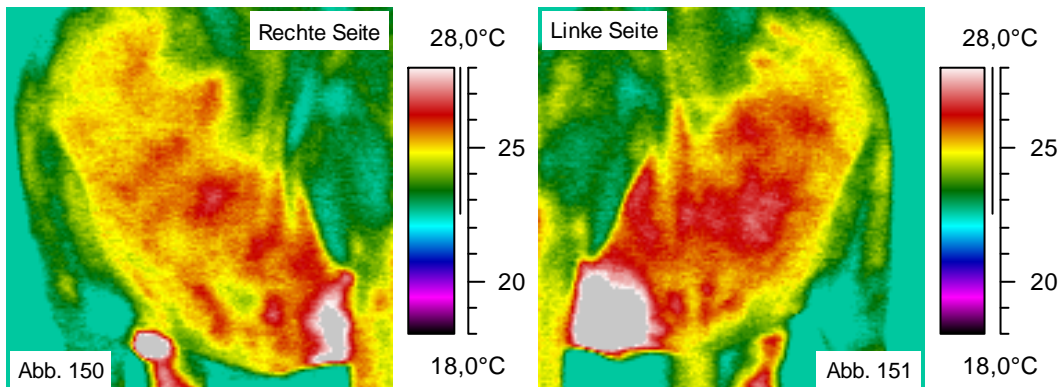 Rechte Seite
28,0°C
25
20
18,0°C
Abb. 150
Linke Seite
28,0°C
25
20
18,0°C
Abb. 151